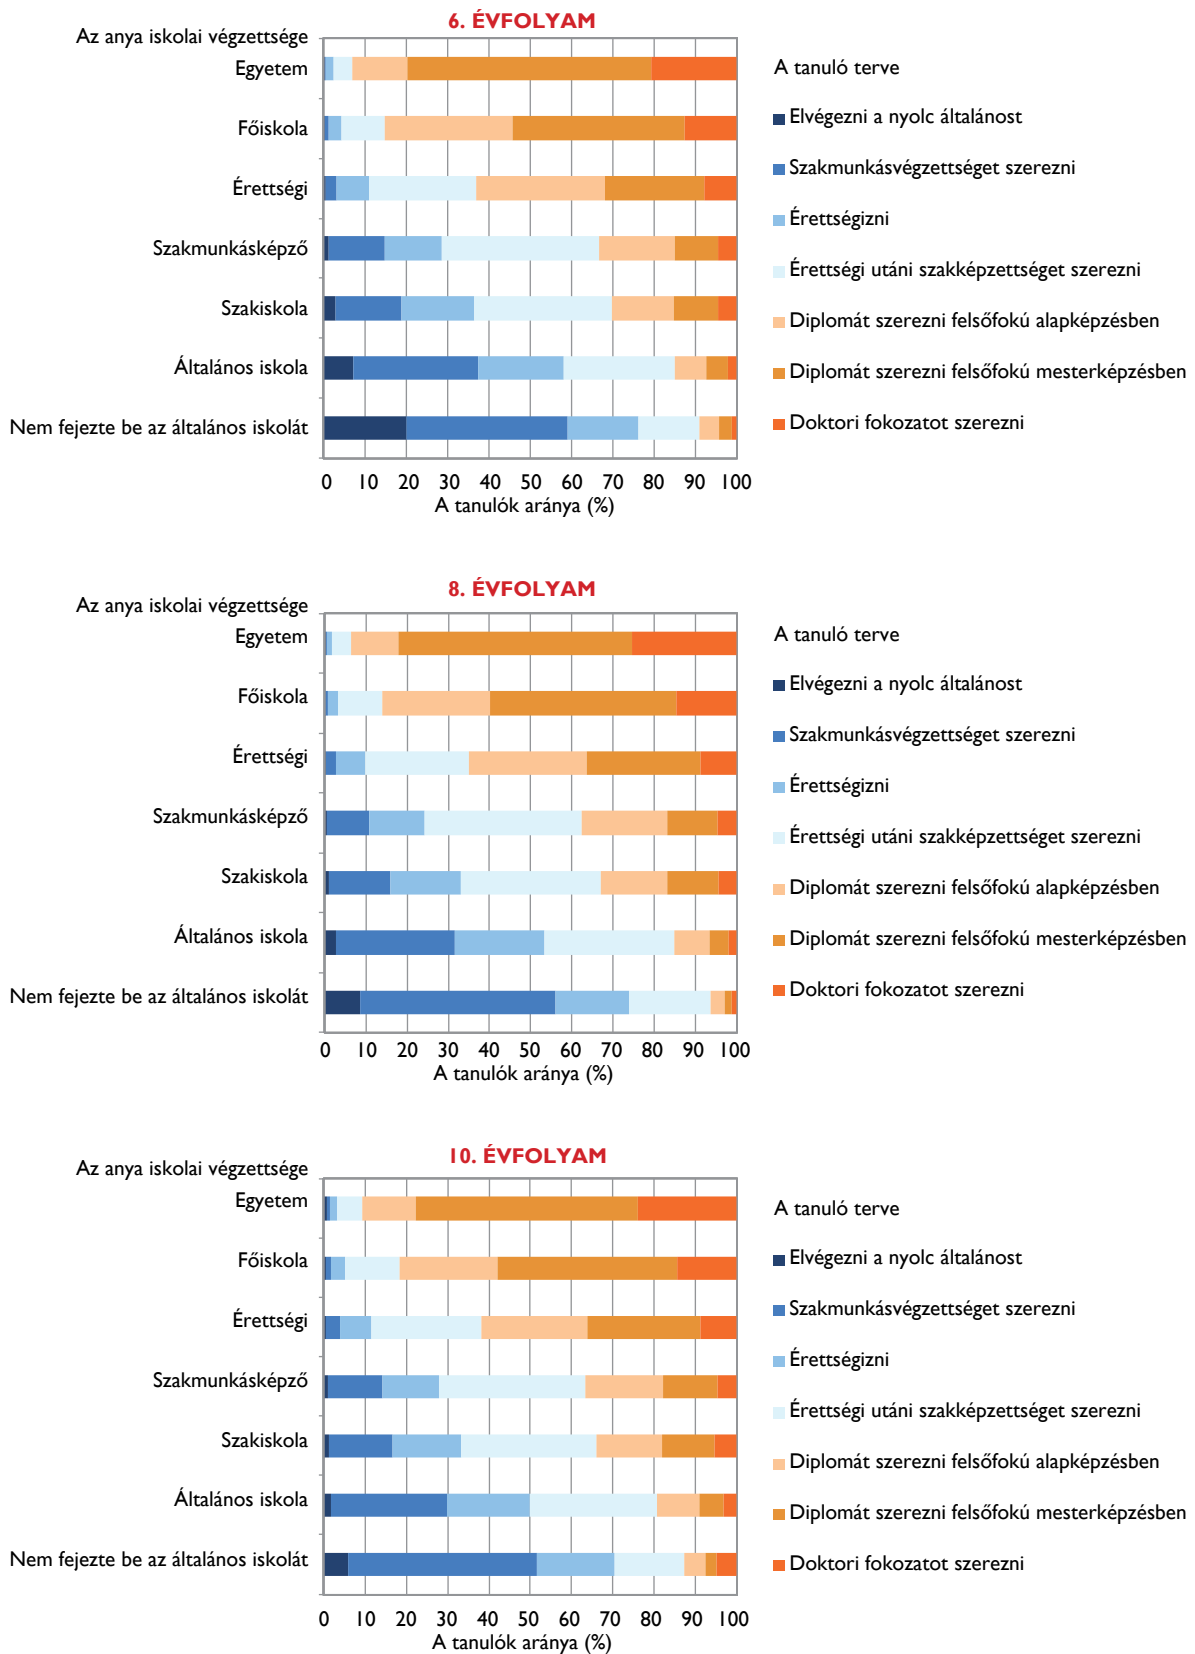 6. ÉVFOLYAM
Az anya iskolai végzettsége
Egyetem
Főiskola
Érettségi
Szakmunkásképző
Szakiskola
Általános iskola
Nem fejezte be az általános iskolát
0 10 20 30 40 50 60 70 80 90 100
A tanulók aránya (%)
A tanuló terve
Elvégezni a nyolc általánost
Szakmunkásvégzettséget szerezni
Érettségizni
Érettségi utáni szakképzettséget szerezni
Diplomát szerezni felsőfokú alapképzésben
Diplomát szerezni felsőfokú mesterképzésben
Doktori fokozatot szerezni
8. ÉVFOLYAM
Az anya iskolai végzettsége
Egyetem
Főiskola
Érettségi
Szakmunkásképző
Szakiskola
Általános iskola
Nem fejezte be az általános iskolát
0 10 20 30 40 50 60 70 80 90 100
A tanulók aránya (%)
A tanuló terve
Elvégezni a nyolc általánost
Szakmunkásvégzettséget szerezni
Érettségizni
Érettségi utáni szakképzettséget szerezni
Diplomát szerezni felsőfokú alapképzésben
Diplomát szerezni felsőfokú mesterképzésben
Doktori fokozatot szerezni
10. ÉVFOLYAM
Az anya iskolai végzettsége
Egyetem
Főiskola
Érettségi
Szakmunkásképző
Szakiskola
Általános iskola
Nem fejezte be az általános iskolát
0 10 20 30 40 50 60 70 80 90 100
A tanulók aránya (%)
A tanuló terve
Elvégezni a nyolc általánost
Szakmunkásvégzettséget szerezni
Érettségizni
Érettségi utáni szakképzettséget szerezni
Diplomát szerezni felsőfokú alapképzésben
Diplomát szerezni felsőfokú mesterképzésben
Doktori fokozatot szerezni